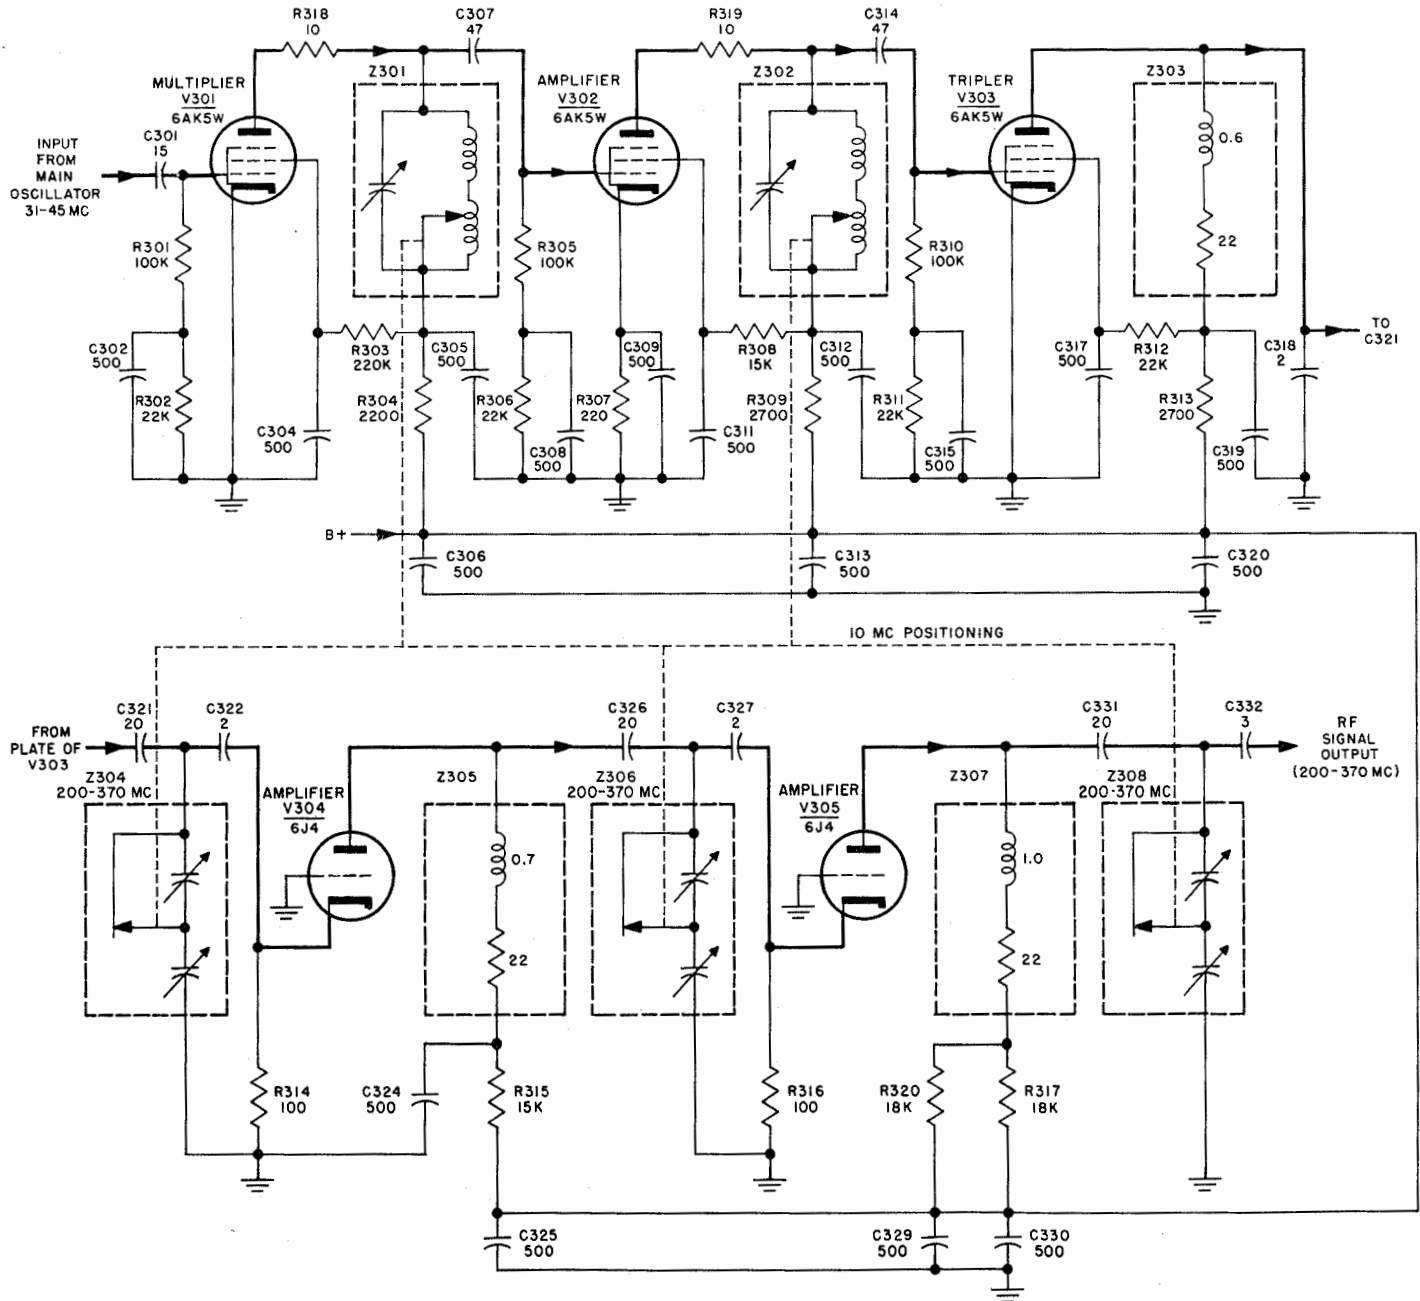 R318
10
C307
47
R319
10
C314
47
MULTIPLIER
V301
6AK5W
Z301
AMPLIFIER
V302
6AK5W
Z302
TRIPLER
V303
6AK5W
Z303
INPUT
FROM
MAIN
OSCILLATOR
31-45 MC
C301
15
0.6
22
R301
100K
R305
100K
R310
100K
C302
500
R302
22K
C304
500
R303
220K
R304
2200
C305
500
R306
22K
C308
500
R307
220
C309
500
C311
500
R308
15K
R309
2700
C312
500
R311
22K
C315
500
C317
500
R312
22K
R313
2700
C318
2
C319
500
TO
C321
B+
C306
500
C313
500
C320
500
10 MC POSITIONING
FROM
PLATE OF
V303
C321
20
C322
2
C326
20
C327
2
C331
20
C332
3
RF
SIGNAL
OUTPUT
(200-370 MC)
Z304
200-370 MC
AMPLIFIER
V304
6J4
Z305
Z306
200-370 MC
AMPLIFIER
V305
6J4
Z307
Z308
200-370 MC
0.7
22
1.0
22
R314
100
C324
500
R315
15K
R316
100
R320
18K
R317
18K
C325
500
C329
500
C330
500